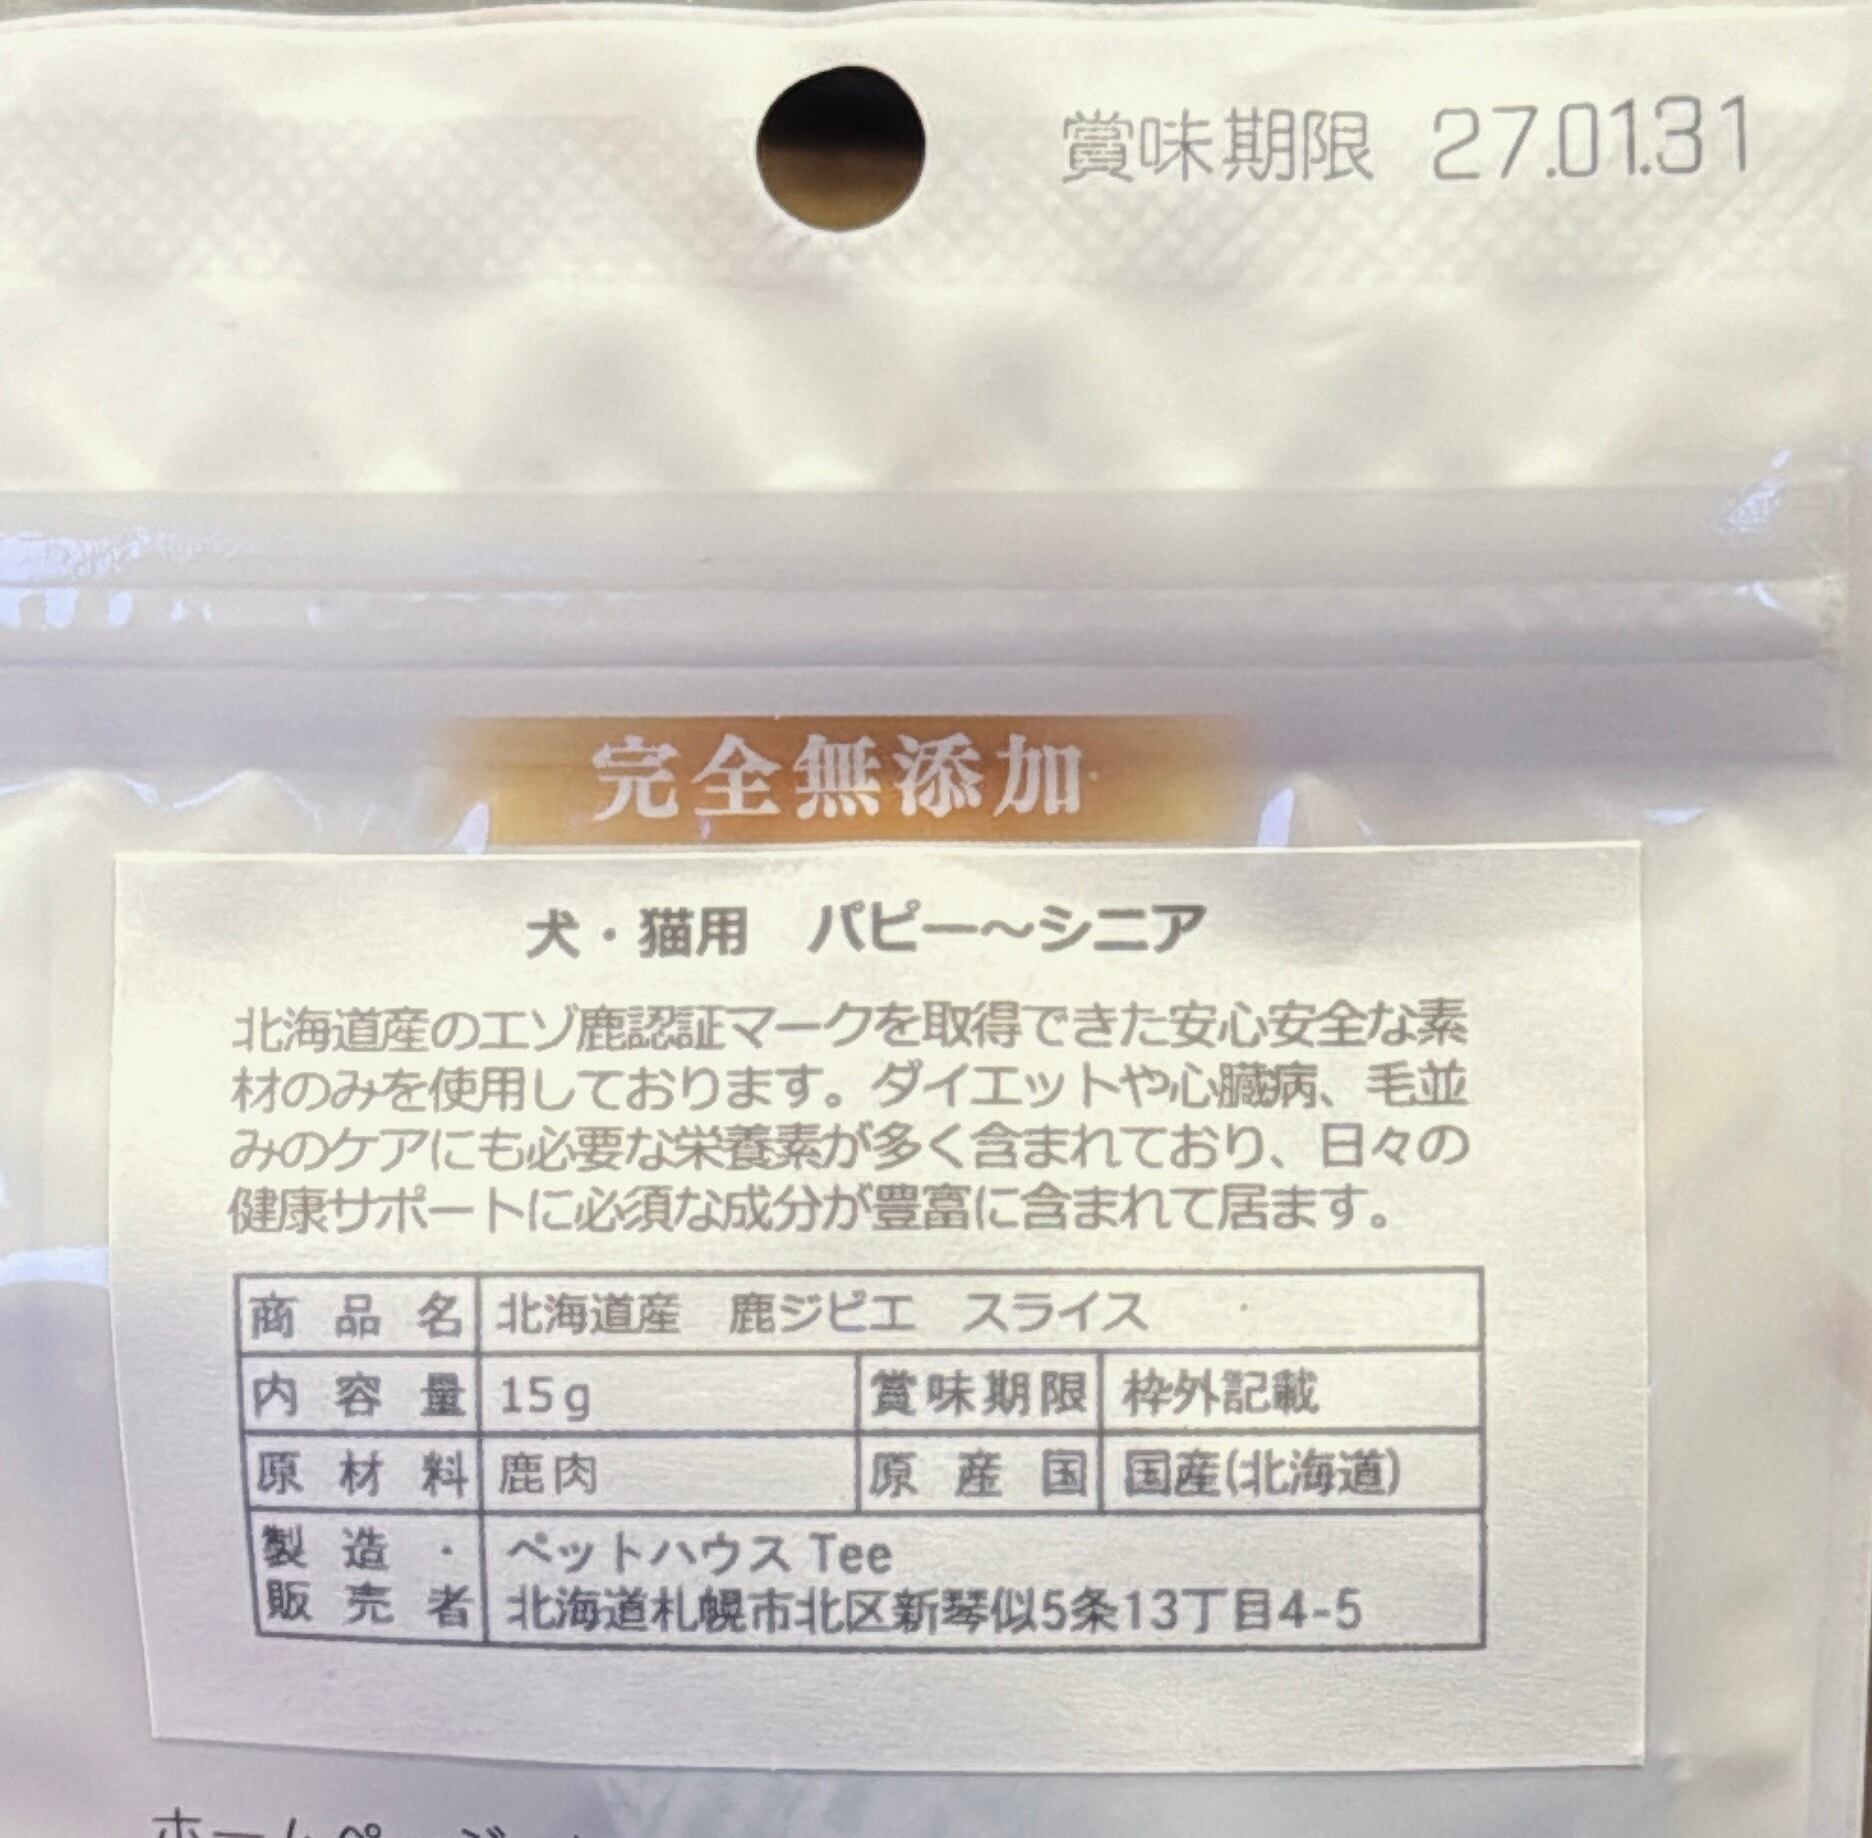 賞味期限 27.01.31
完全無添加
犬・猫用 パピー～シニア
北海道産のエゾ鹿認証マークを取得できた安心安全な素
材のみを使用しております。ダイエットや心臓病、毛並
みのケアにも必要な栄養素が多く含まれており、日々の
健康サポートに必須な成分が豊富に含まれて居ます。
商品名 北海道産 鹿ジビエ スライス
内容量 15g 賞味期限 枠外記載
原材料 鹿肉 原産国 国産(北海道)
製造・ ペットハウス Tee
販売者 北海道札幌市北区新琴似5条13丁目4-5
ホームページ